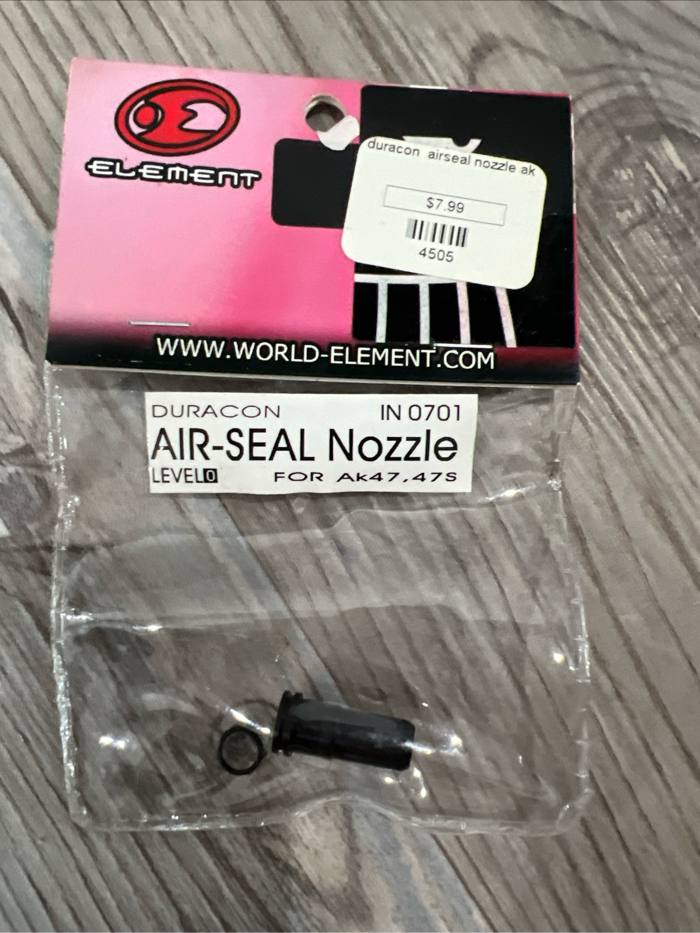 ELEMENT
duracon airseal nozzle ak
$7.99
4505
WWW.WORLD-ELEMENT.COM
DURACON IN 0701
AIR-SEAL Nozzle
LEVEL0 FOR AK47,47S